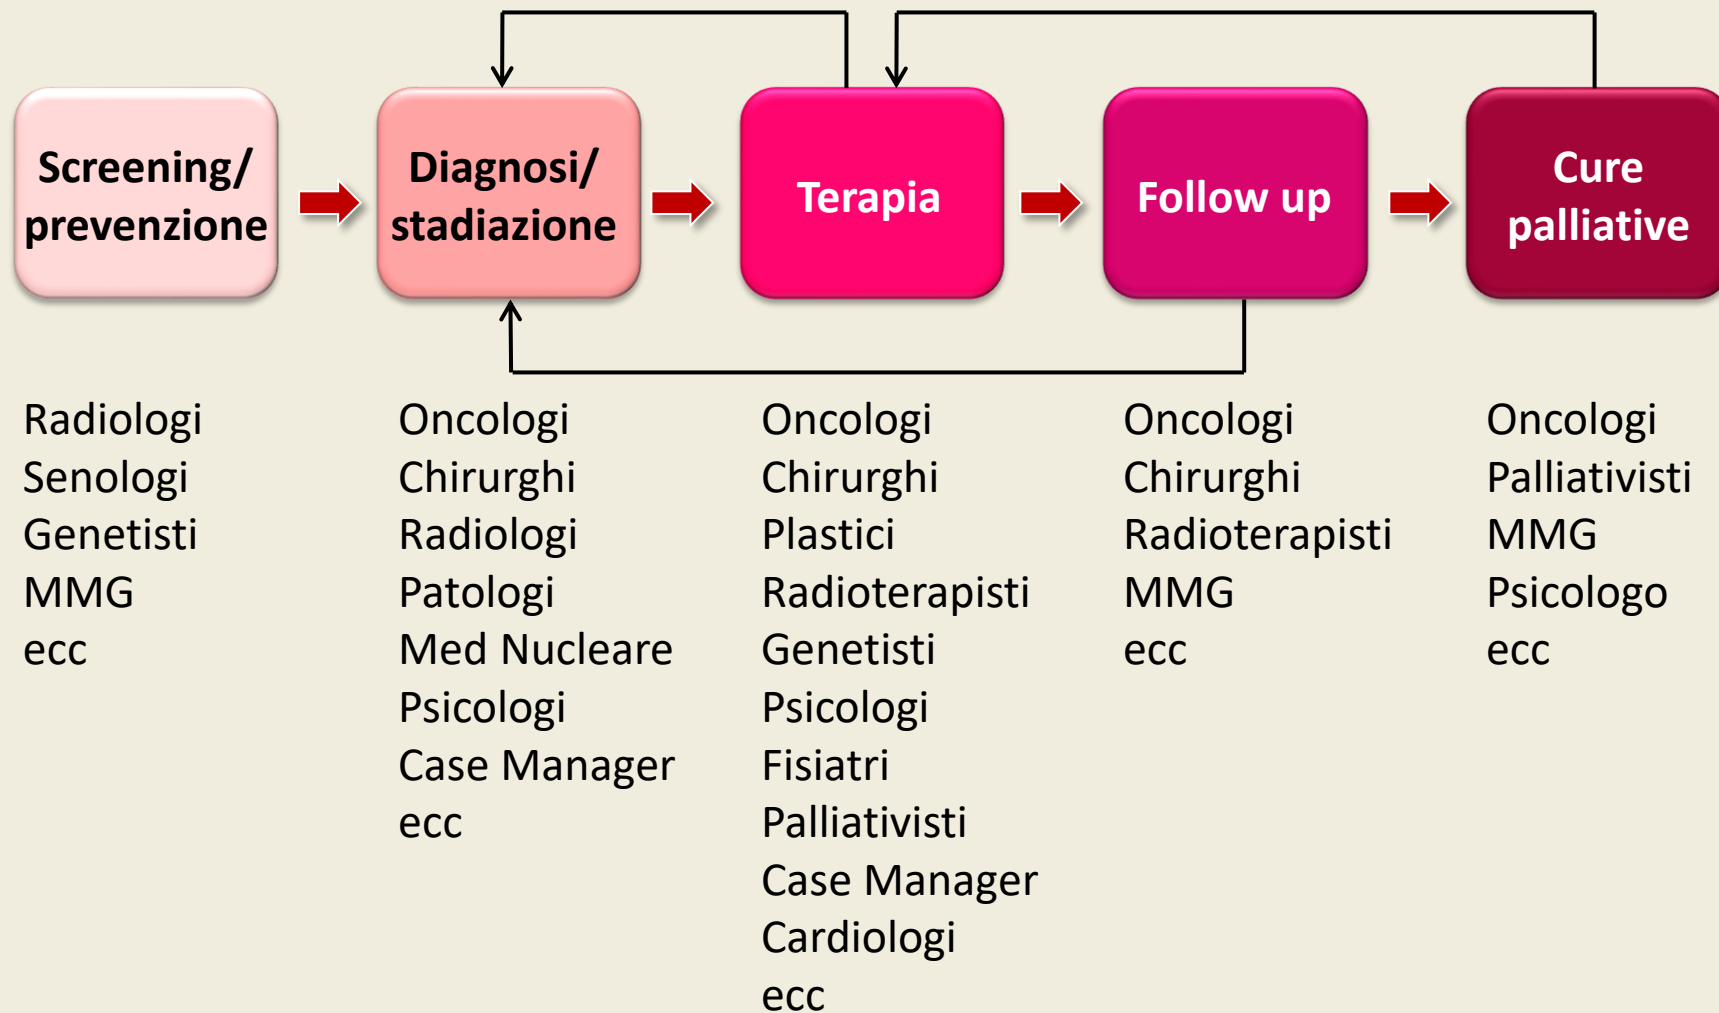 Screening/
prevenzione
Diagnosi/
stadiazione
Terapia
Follow up
Cure
palliative
Radiologi
Senologi
Genetisti
MMG
ecc
Oncologi
Chirurghi
Radiologi
Patologi
Med Nucleare
Psicologi
Case Manager
ecc
Oncologi
Chirurghi
Plastici
Radioterapisti
Genetisti
Psicologi
Fisiatri
Palliativisti
Case Manager
Cardiologi
ecc
Oncologi
Chirurghi
Radioterapisti
MMG
ecc
Oncologi
Palliativisti
MMG
Psicologo
ecc